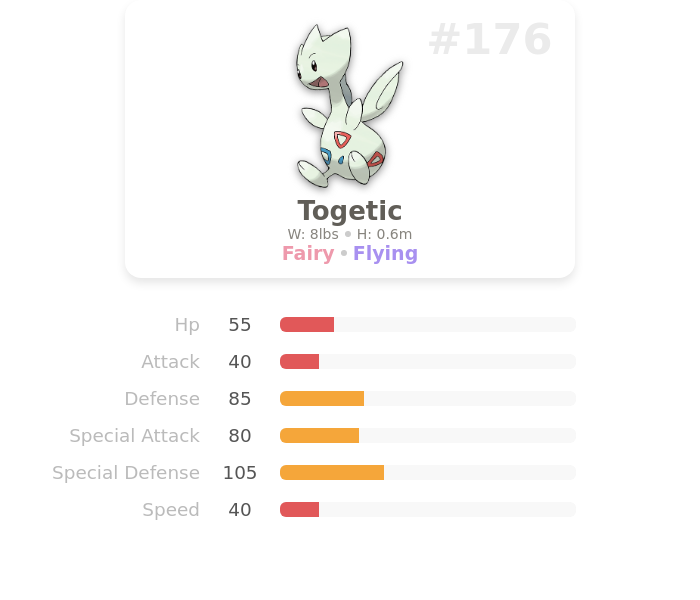 #176
Togetic
W: 8lbs • H: 0.6m
Fairy • Flying
Hp 55
Attack 40
Defense 85
Special Attack 80
Special Defense 105
Speed 40